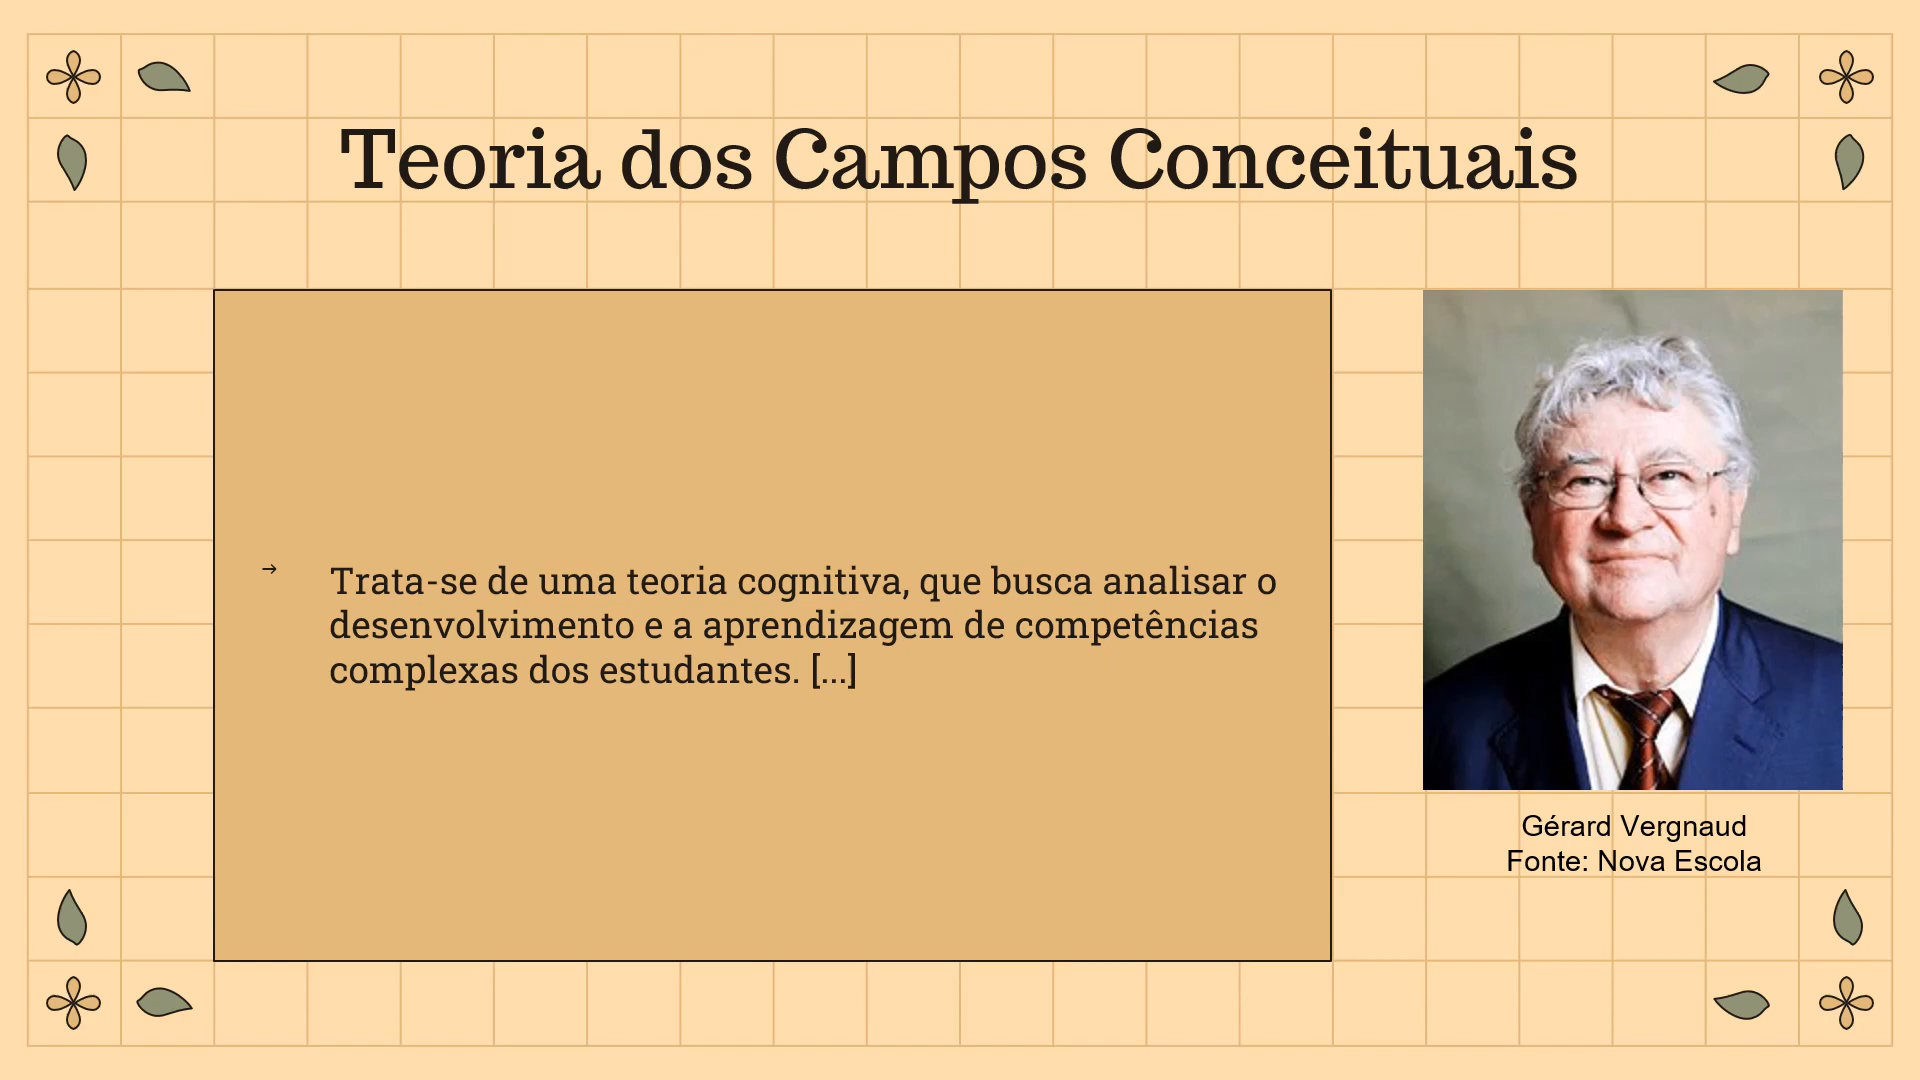 Teoria dos Campos Conceituais
→ Trata-se de uma teoria cognitiva, que busca analisar o
desenvolvimento e a aprendizagem de competências
complexas dos estudantes. [...]
Gérard Vergnaud
Fonte: Nova Escola